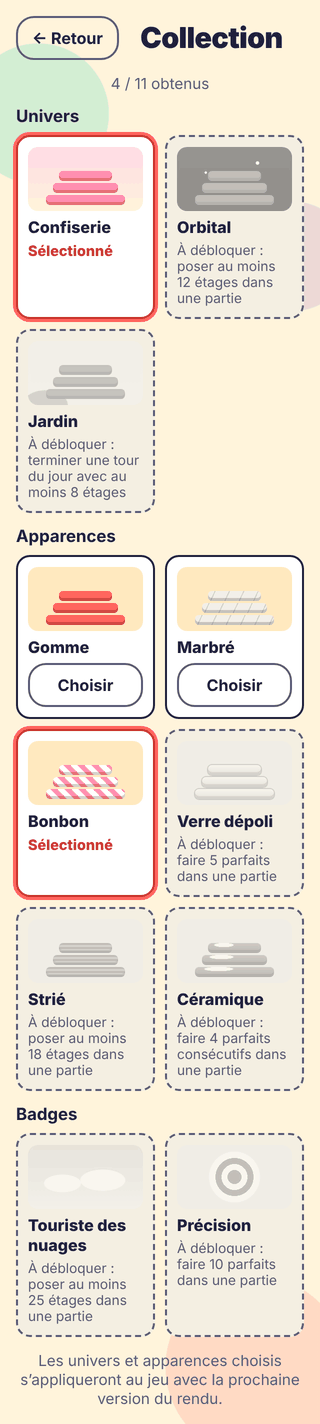 ← Retour
Collection
4 / 11 obtenus
Univers
Confiserie
Sélectionné
Orbital
À débloquer :
poser au moins
12 étages dans
une partie
Jardin
À débloquer :
terminer une tour
du jour avec au
moins 8 étages
Apparences
Gomme
Choisir
Marbré
Choisir
Bonbon
Sélectionné
Verre dépoli
À débloquer :
faire 5 parfaits
dans une partie
Strié
À débloquer :
poser au moins
18 étages dans
une partie
Céramique
À débloquer :
faire 4 parfaits
consécutifs dans
une partie
Badges
Touriste des
nuages
À débloquer :
poser au moins
25 étages dans
une partie
Précision
À débloquer :
faire 10 parfaits
dans une partie
Les univers et apparences choisis
s’appliqueront au jeu avec la prochaine
version du rendu.